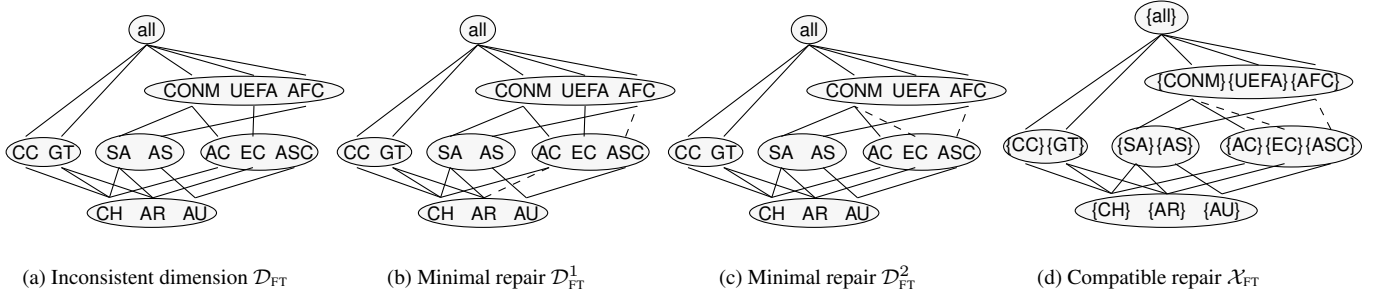 all
CONM UEFA AFC
CC GT SA AS AC EC ASC
CH AR AU
(a) Inconsistent dimension 𝒟FT
all
CONM UEFA AFC
CC GT SA AS AC EC ASC
CH AR AU
(b) Minimal repair 𝒟¹FT
all
CONM UEFA AFC
CC GT SA AS AC EC ASC
CH AR AU
(c) Minimal repair 𝒟²FT
{all}
{CONM}{UEFA}{AFC}
{CC}{GT} {SA}{AS} {AC}{EC}{ASC}
{CH} {AR} {AU}
(d) Compatible repair 𝒳FT